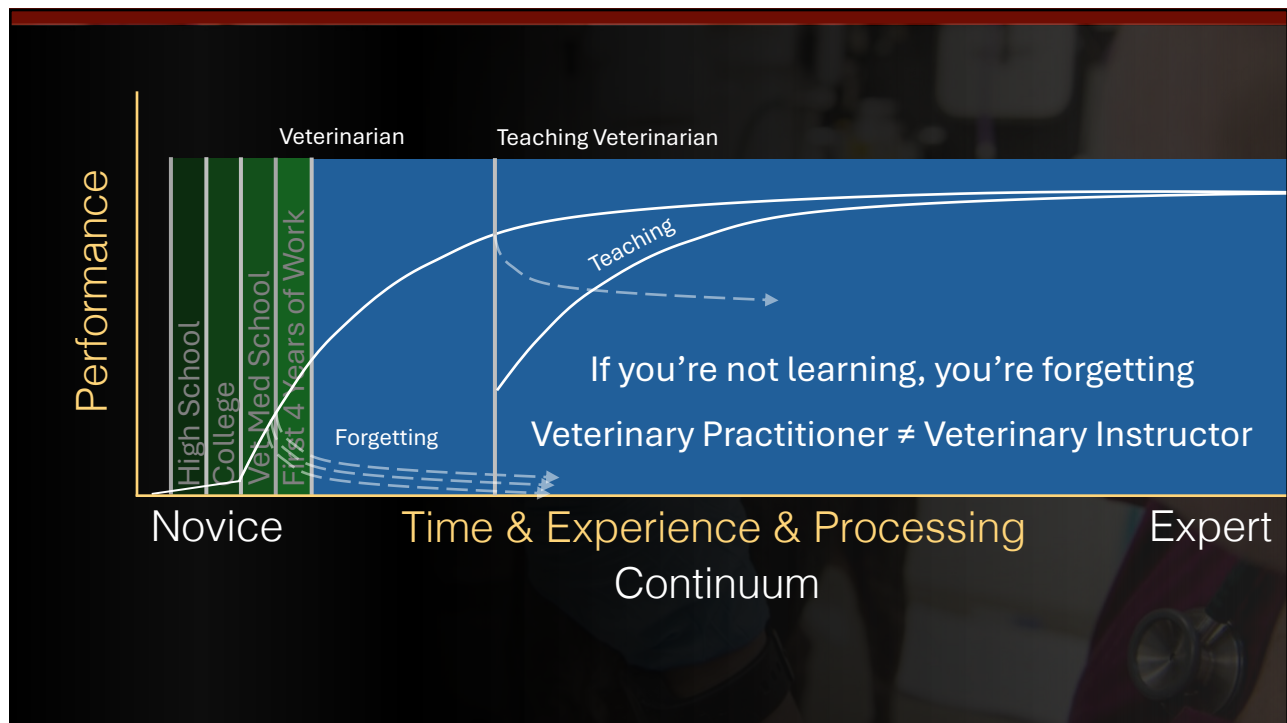 Veterinarian
Teaching Veterinarian
Performance
High School
College
Vet Med School
First 4 Years of Work
Teaching
Forgetting
If you’re not learning, you’re forgetting
Veterinary Practitioner ≠ Veterinary Instructor
Novice
Time & Experience & Processing
Expert
Continuum